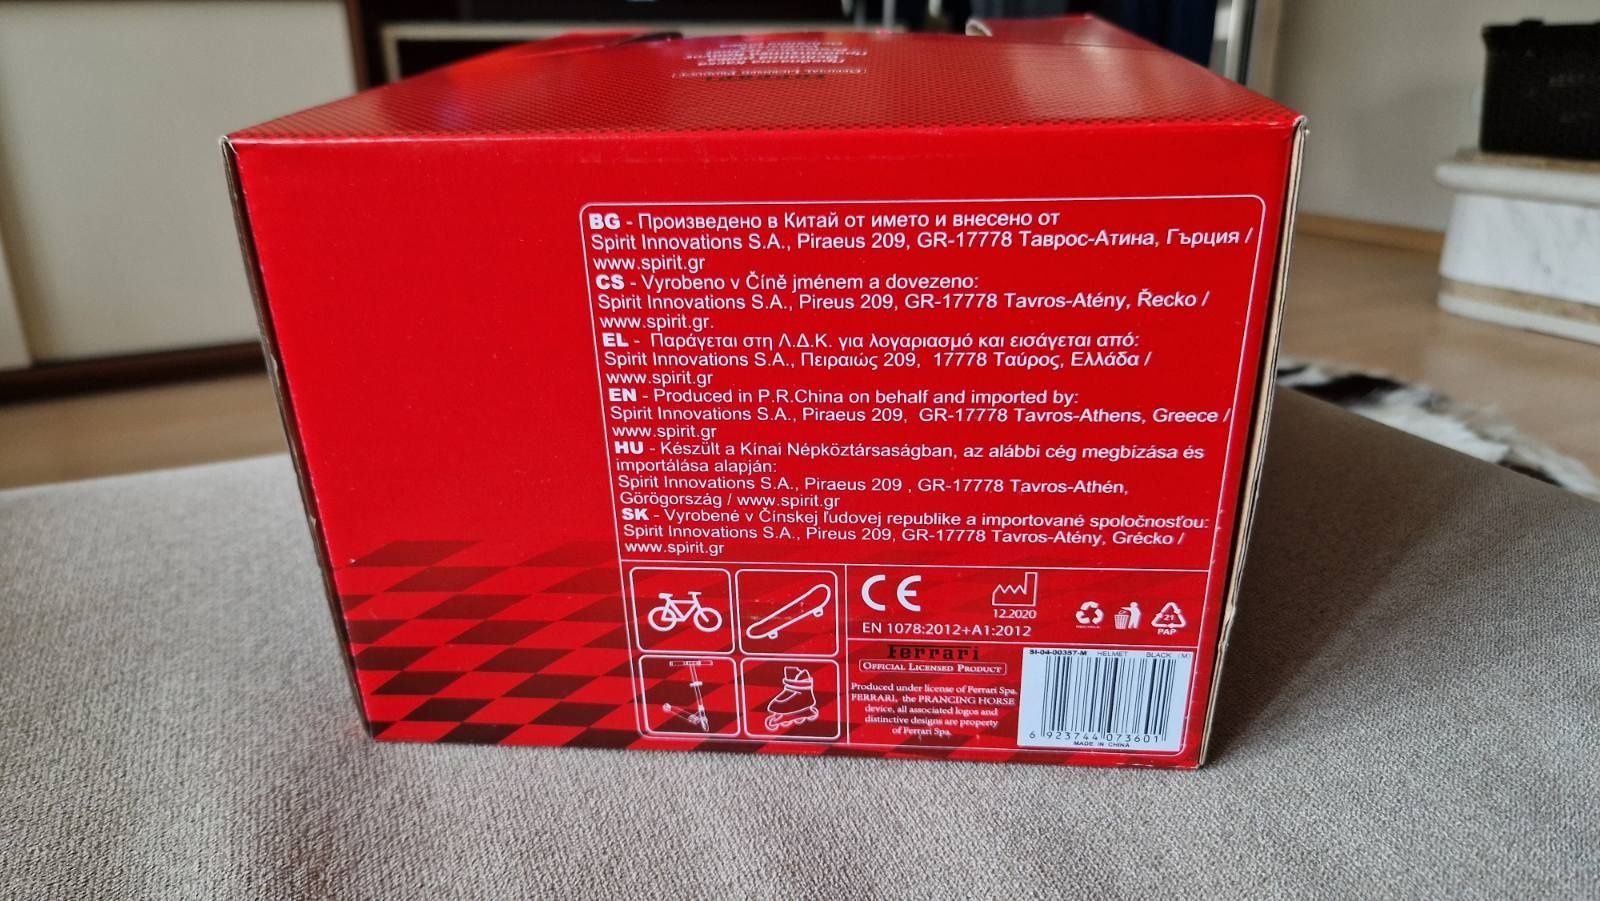 BG - Произведено в Китай от името и внесено от
Spirit Innovations S.A., Piraeus 209, GR-17778 Таврос-Атина, Гърция /
www.spirit.gr
CS - Vyrobeno v Číně jménem a dovezeno:
Spirit Innovations S.A., Pireus 209, GR-17778 Tavros-Atény, Řecko /
www.spirit.gr.
EL - Παράγεται στη Λ.Δ.Κ. για λογαριασμό και εισάγεται από:
Spirit Innovations S.A., Πειραιώς 209, 17778 Ταύρος, Ελλάδα /
www.spirit.gr
EN - Produced in P.R.China on behalf and imported by:
Spirit Innovations S.A., Piraeus 209, GR-17778 Tavros-Athens, Greece /
www.spirit.gr
HU - Készült a Kínai Népköztársaságban, az alábbi cég megbízása és
importálása alapján:
Spirit Innovations S.A., Piraeus 209 , GR-17778 Tavros-Athén,
Görögország / www.spirit.gr
SK - Vyrobené v Čínskej ľudovej republike a importované spoločnosťou:
Spirit Innovations S.A., Pireus 209, GR-17778 Tavros-Atény, Grécko /
www.spirit.gr
CE
12.2020
EN 1078:2012+A1:2012
21
PAP
Ferrari
OFFICIAL LICENSED PRODUCT
Produced under license of Ferrari Spa.
FERRARI, the PRANCING HORSE
device, all associated logos and
distinctive designs are property
of Ferrari Spa.
SI-04-00357-M HELMET BLACK (M)
6 923744 073601
MADE IN CHINA